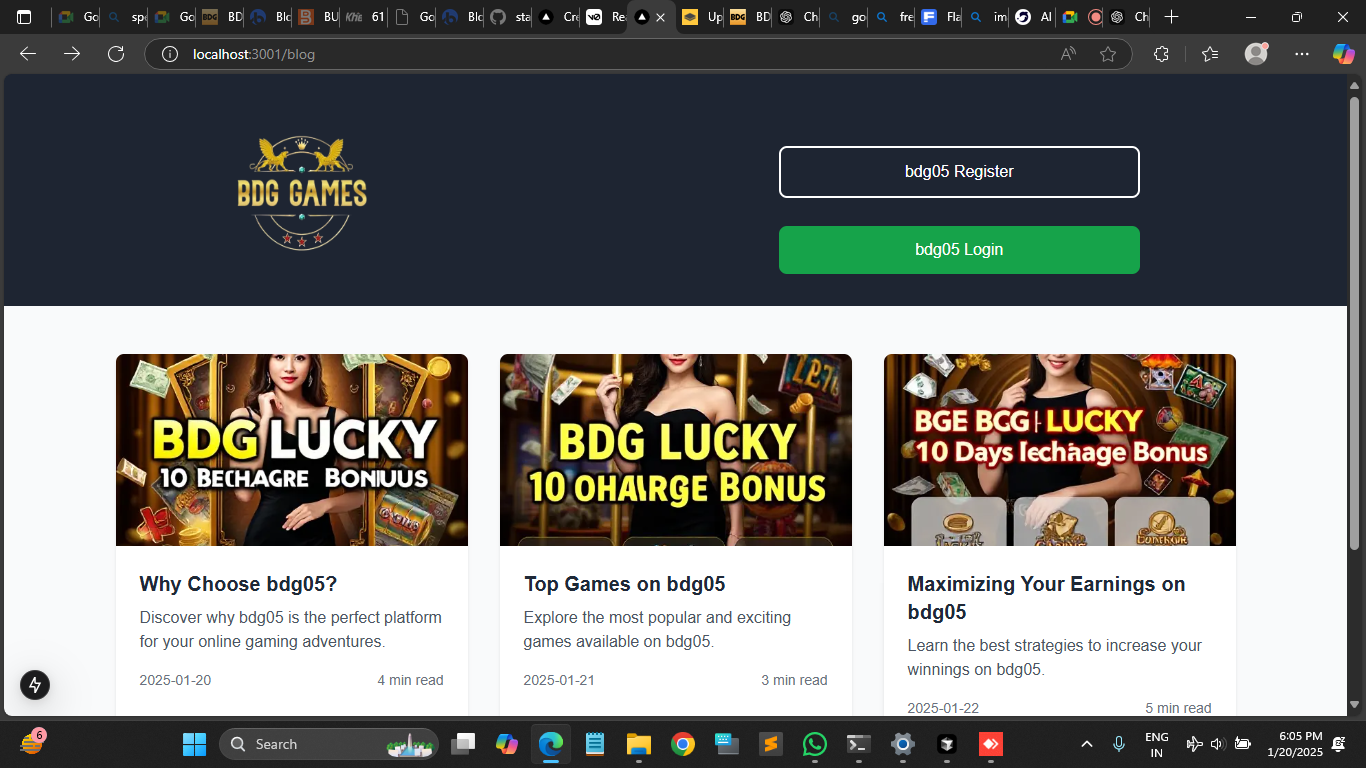 Go
spe
Go
BD
Blo
BU
61
Go
Blo
sta
Cre
Rea
Up
BD
Ch
go
fre
Fla
im
AI
Ch
localhost:3001/blog
BDG GAMES
bdg05 Register
bdg05 Login
BDG LUCKY
10 BECHAGRE BONIUUS
BDG LUCKY
10 OHAIRGE BONUS
BGE BCG LUCKY
10 Days Iechhage Bonus
Why Choose bdg05?
Discover why bdg05 is the perfect platform
for your online gaming adventures.
2025-01-20 4 min read
Top Games on bdg05
Explore the most popular and exciting
games available on bdg05.
2025-01-21 3 min read
Maximizing Your Earnings on
bdg05
Learn the best strategies to increase your
winnings on bdg05.
2025-01-22 5 min read
6
Search
ENG
IN
6:05 PM
1/20/2025